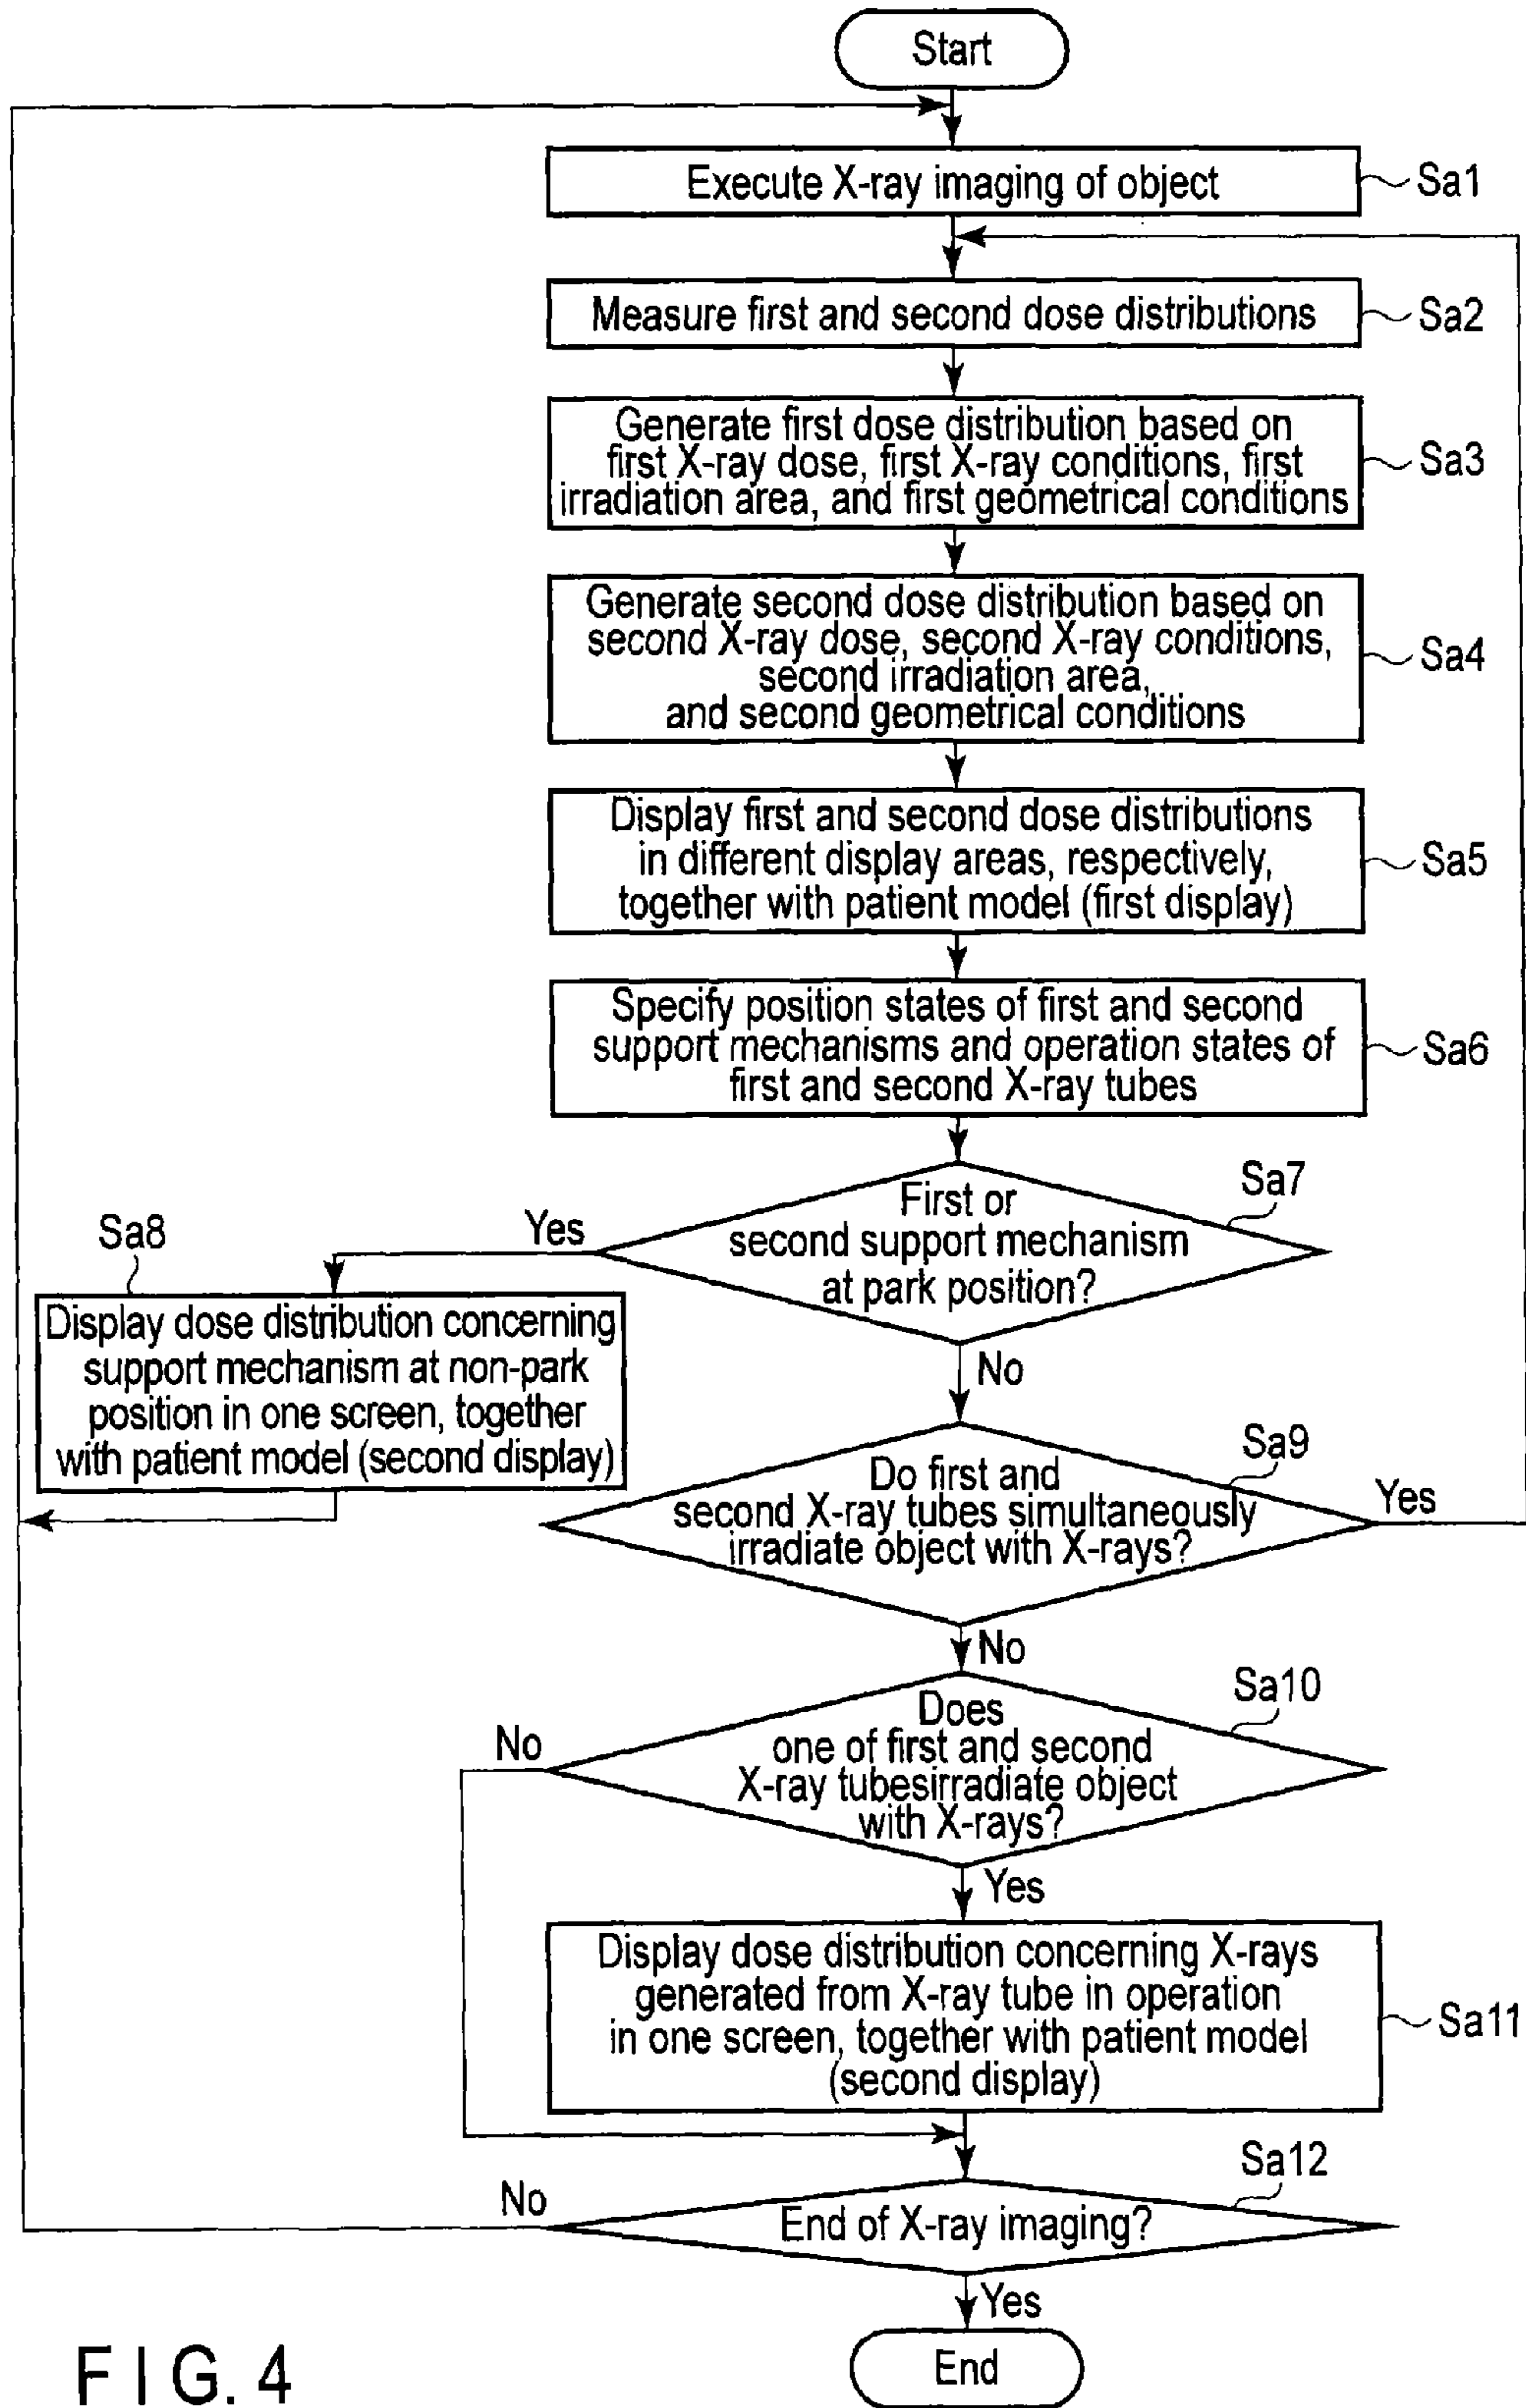 Start
Execute X-ray imaging of object
Sa1
Measure first and second dose distributions
Sa2
Generate first dose distribution based on
first X-ray dose, first X-ray conditions, first
irradiation area, and first geometrical conditions
Sa3
Generate second dose distribution based on
second X-ray dose, second X-ray conditions,
second irradiation area,
and second geometrical conditions
Sa4
Display first and second dose distributions
in different display areas, respectively,
together with patient model (first display)
Sa5
Specify position states of first and second
support mechanisms and operation states of
first and second X-ray tubes
Sa6
First or
second support mechanism
at park position?
Sa7
Yes
No
Sa8
Display dose distribution concerning
support mechanism at non-park
position in one screen, together
with patient model (second display)
Do first and
second X-ray tubes simultaneously
irradiate object with X-rays?
Sa9
Yes
No
Does
one of first and second
X-ray tubesirradiate object
with X-rays?
Sa10
No
Yes
Display dose distribution concerning X-rays
generated from X-ray tube in operation
in one screen, together with patient model
(second display)
Sa11
End of X-ray imaging?
Sa12
No
Yes
End
FIG. 4